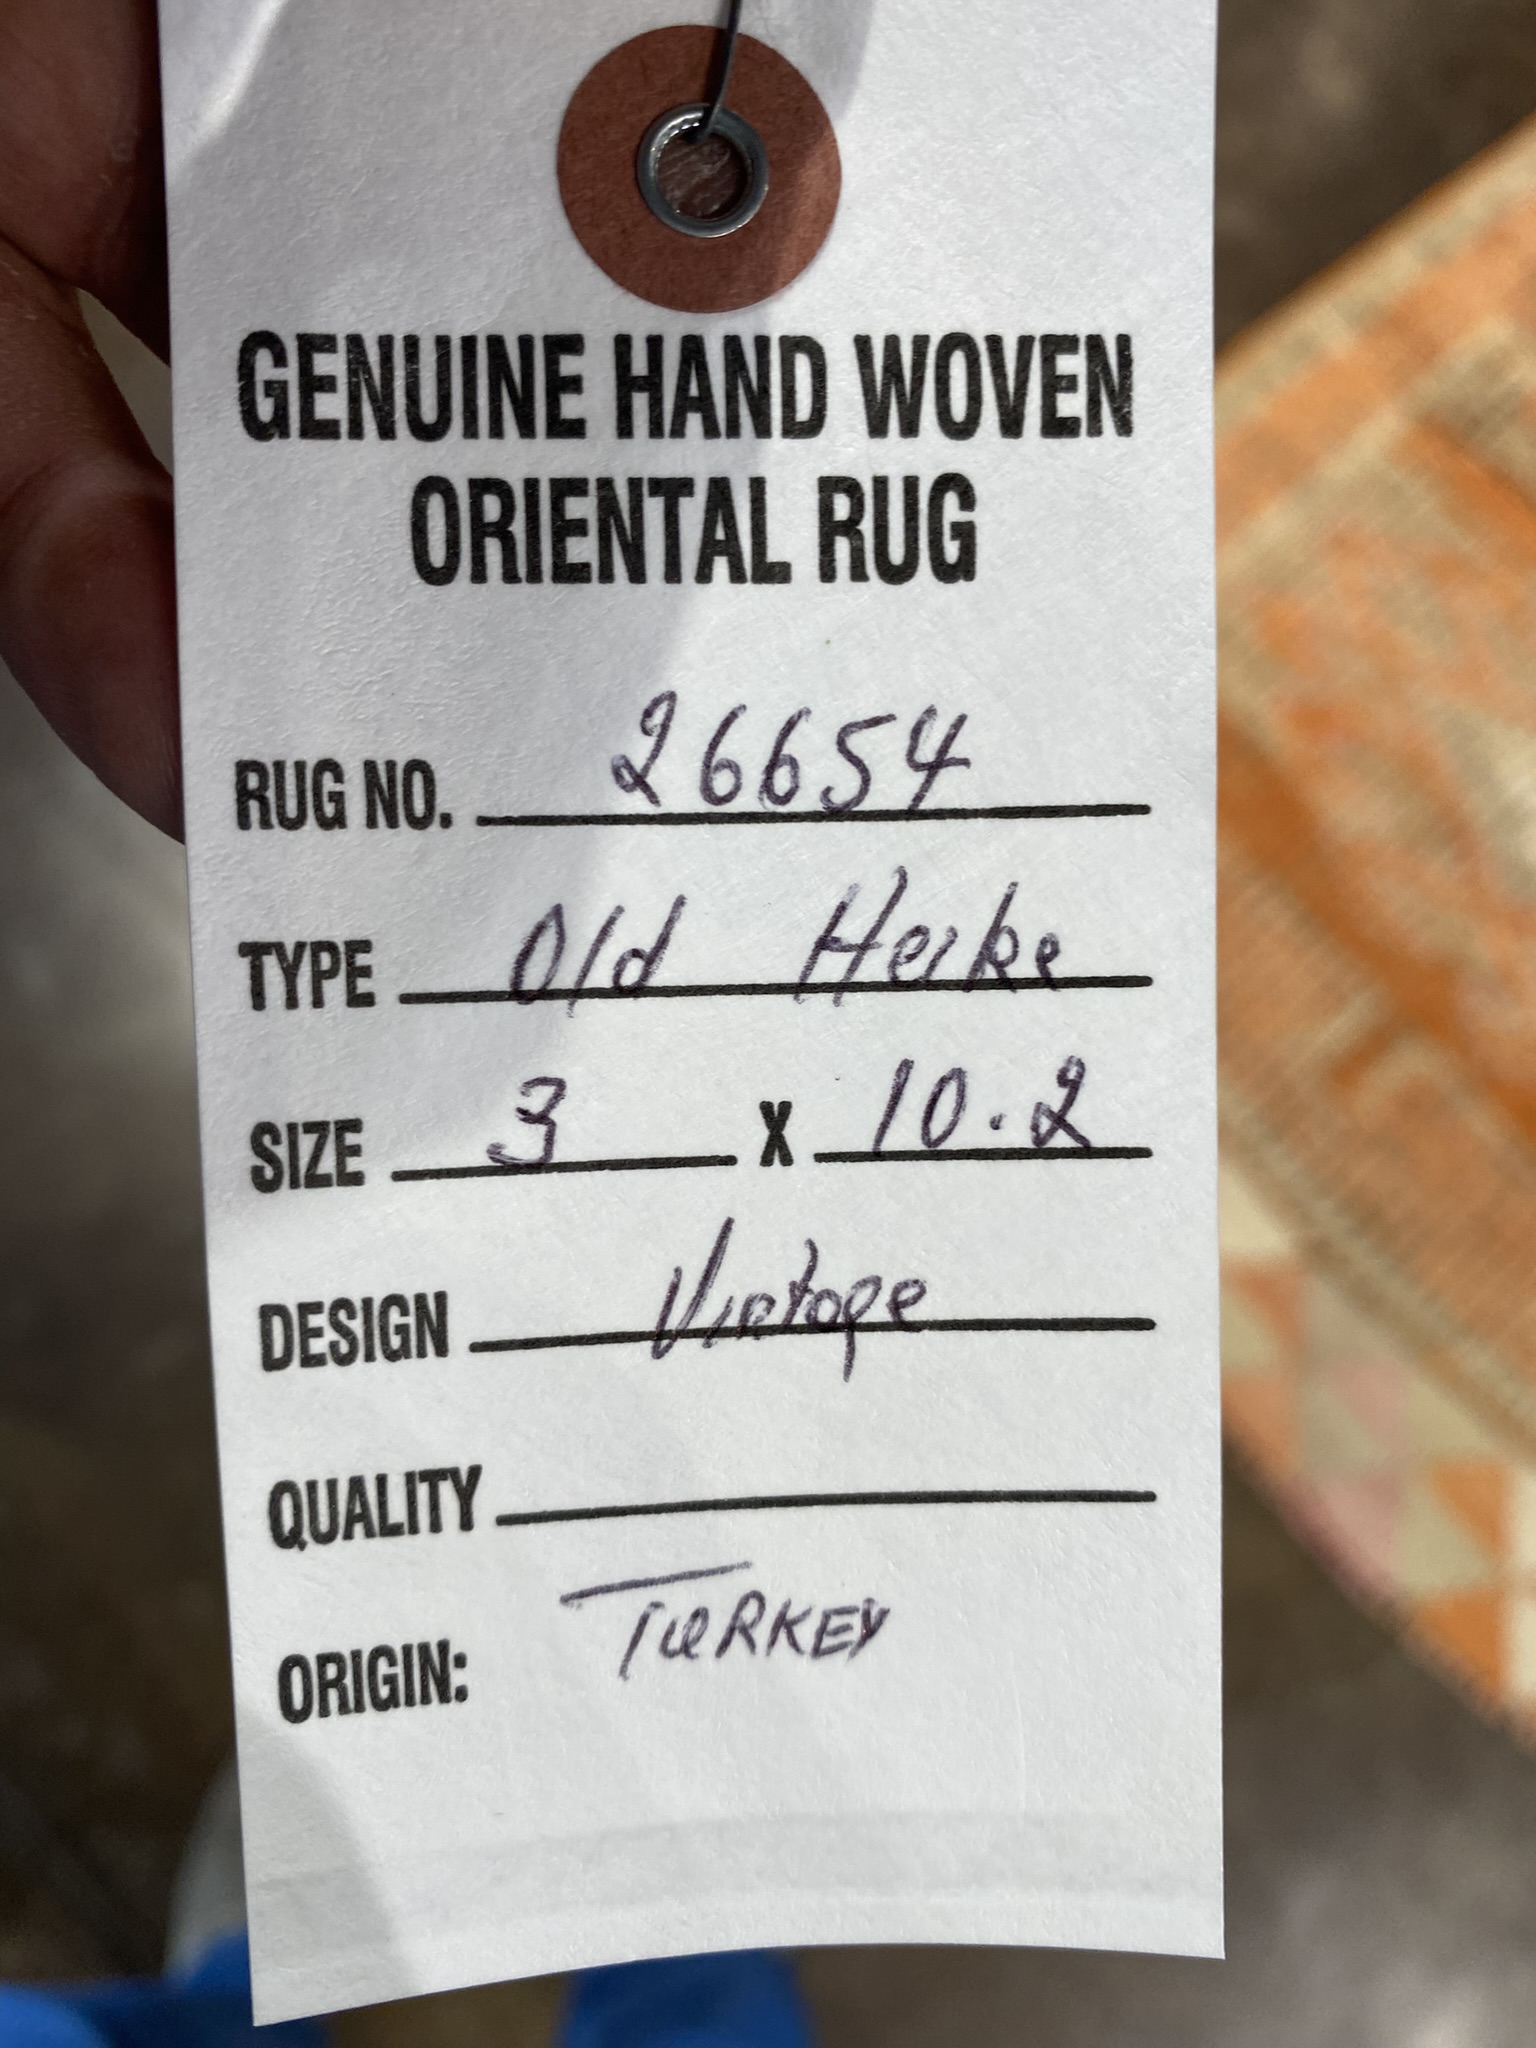 GENUINE HAND WOVEN
ORIENTAL RUG
RUG NO. 26654
TYPE Old Herke
SIZE 3 X 10.2
DESIGN Vintage
QUALITY
ORIGIN: TURKEY